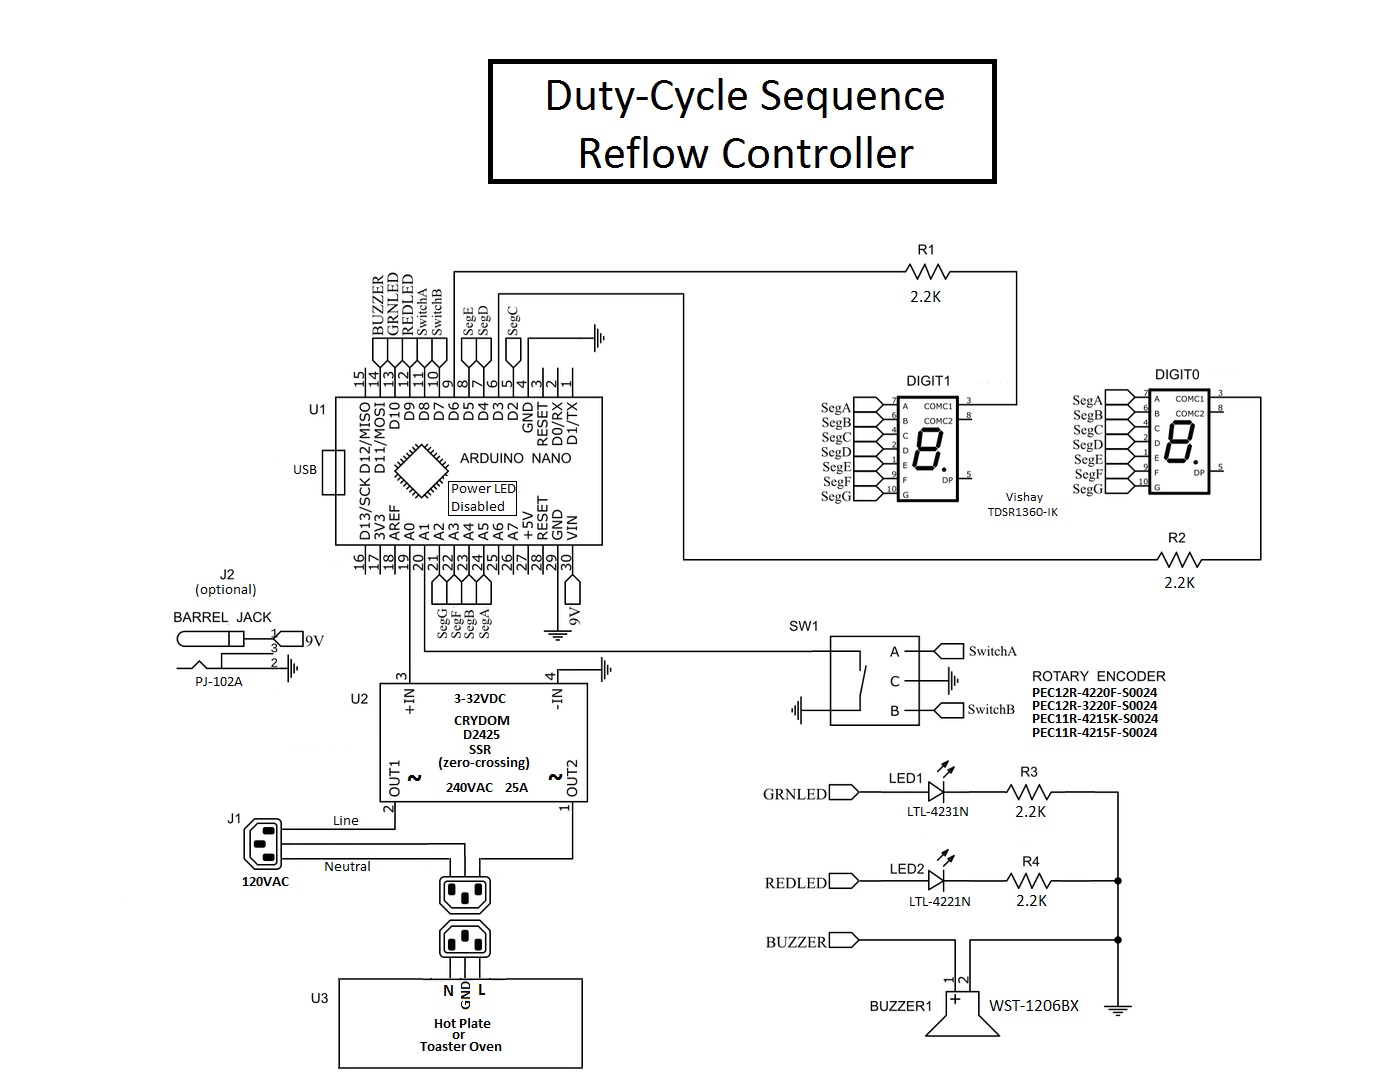 Duty-Cycle Sequence
Reflow Controller
R1
2.2K
BUZZER
GRNLED
REDLED
SwitchA
SwitchB
SegE
SegD
SegC
15
14
13
12
11
10
9
8
7
6
5
4
3
2
1
U1
D12/MISO
D11/MOSI
D10
D9
D8
D7
D6
D5
D4
D3
D2
GND
RESET
D0/RX
D1/TX
USB
ARDUINO NANO
Power LED
Disabled
D13/SCK
3V3
AREF
A0
A1
A2
A3
A4
A5
A6
A7
+5V
RESET
GND
VIN
16
17
18
19
20
21
22
23
24
25
26
27
28
29
30
SegG
SegF
SegB
SegA
9V
DIGIT1
SegA 7 A COMC1 3
SegB 6 B COMC2 8
SegC 4 C
SegD 2 D
SegE 1 E
SegF 9 F DP 5
SegG 10 G
8.
DIGIT0
SegA 7 A COMC1 3
SegB 6 B COMC2 8
SegC 4 C
SegD 2 D
SegE 1 E
SegF 9 F DP 5
SegG 10 G
8.
Vishay
TDSR1360-IK
R2
2.2K
J2
(optional)
BARREL JACK
1
9V
3
2
PJ-102A
SW1
A
SwitchA
C
B
SwitchB
ROTARY ENCODER
PEC12R-4220F-S0024
PEC12R-3220F-S0024
PEC11R-4215K-S0024
PEC11R-4215F-S0024
U2
3
4
+IN
-IN
3-32VDC
CRYDOM
D2425
SSR
(zero-crossing)
240VAC 25A
OUT1
~
~
OUT2
2
1
J1
Line
Neutral
120VAC
U3
N
GND
L
Hot Plate
or
Toaster Oven
GRNLED
LED1
LTL-4231N
R3
2.2K
REDLED
LED2
LTL-4221N
R4
2.2K
BUZZER
1
2
+
BUZZER1
WST-1206BX